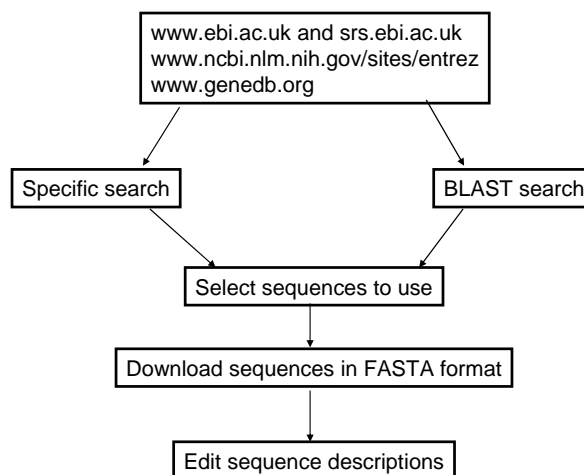 www.ebi.ac.uk and srs.ebi.ac.uk
www.ncbi.nlm.nih.gov/sites/entrez
www.genedb.org
Specific search
BLAST search
Select sequences to use
Download sequences in FASTA format
Edit sequence descriptions